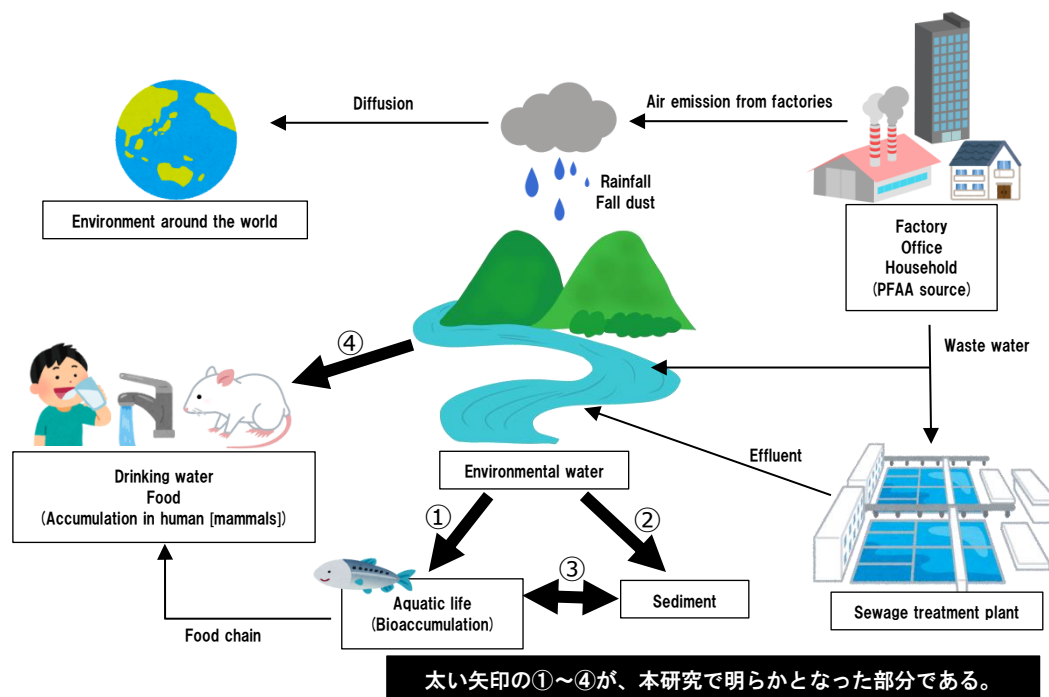 Diffusion
Air emission from factories
Rainfall
Fall dust
Environment around the world
Factory
Office
Household
(PFAA source)
④
Waste water
Drinking water
Food
(Accumulation in human [mammals])
Environmental water
Effluent
①
②
③
Aquatic life
(Bioaccumulation)
Sediment
Sewage treatment plant
Food chain
太い矢印の①～④が、本研究で明らかとなった部分である。